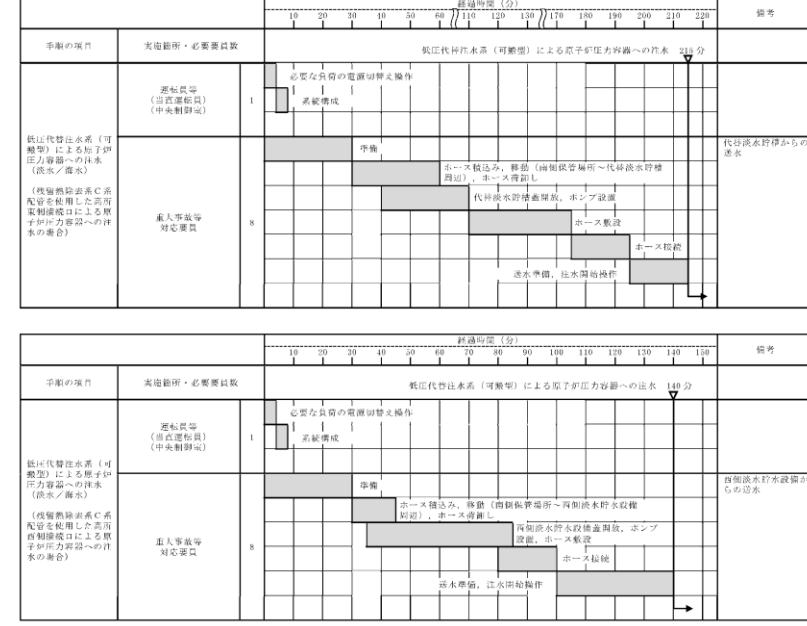 経過時間（分）
10 20 30 40 50 60 110 120 130 170 180 190 200 210 220
備考
手順の項目
実施箇所・必要員数
低圧代替注水系（可搬型）による原子炉圧力容器への注水 215分
低圧代替注水系（可
搬型）による原子炉
圧力容器への注水
（淡水／海水）
（残留熱除去系Ｃ系
配管を使用した高所
東側接続口による原
子炉圧力容器への注
水の場合）
運転員等
（当直運転員）
（中央制御室）
1
必要な負荷の電源切替え操作
系統構成
重大事故等
対応要員
8
準備
ホース積込み，移動（南側保管場所～代替淡水貯槽
周辺），ホース荷卸し
代替淡水貯槽蓋開放，ポンプ設置
ホース敷設
ホース接続
送水準備，注水開始操作
代替淡水貯槽からの
送水
経過時間（分）
10 20 30 40 50 60 70 80 90 100 110 120 130 140 150
備考
手順の項目
実施箇所・必要要員数
低圧代替注水系（可搬型）による原子炉圧力容器への注水 140分
低圧代替注水系（可
搬型）による原子炉
圧力容器への注水
（淡水／海水）
（残留熱除去系Ｃ系
配管を使用した高所
西側接続口による原
子炉圧力容器への注
水の場合）
運転員等
（当直運転員）
（中央制御室）
1
必要な負荷の電源切替え操作
系統構成
重大事故等
対応要員
8
準備
ホース積込み，移動（南側保管場所～西側淡水貯水設備
周辺），ホース荷卸し
西側淡水貯水設備蓋開放，ポンプ
設置，ホース敷設
ホース接続
送水準備，注水開始操作
西側淡水貯水設備か
らの送水